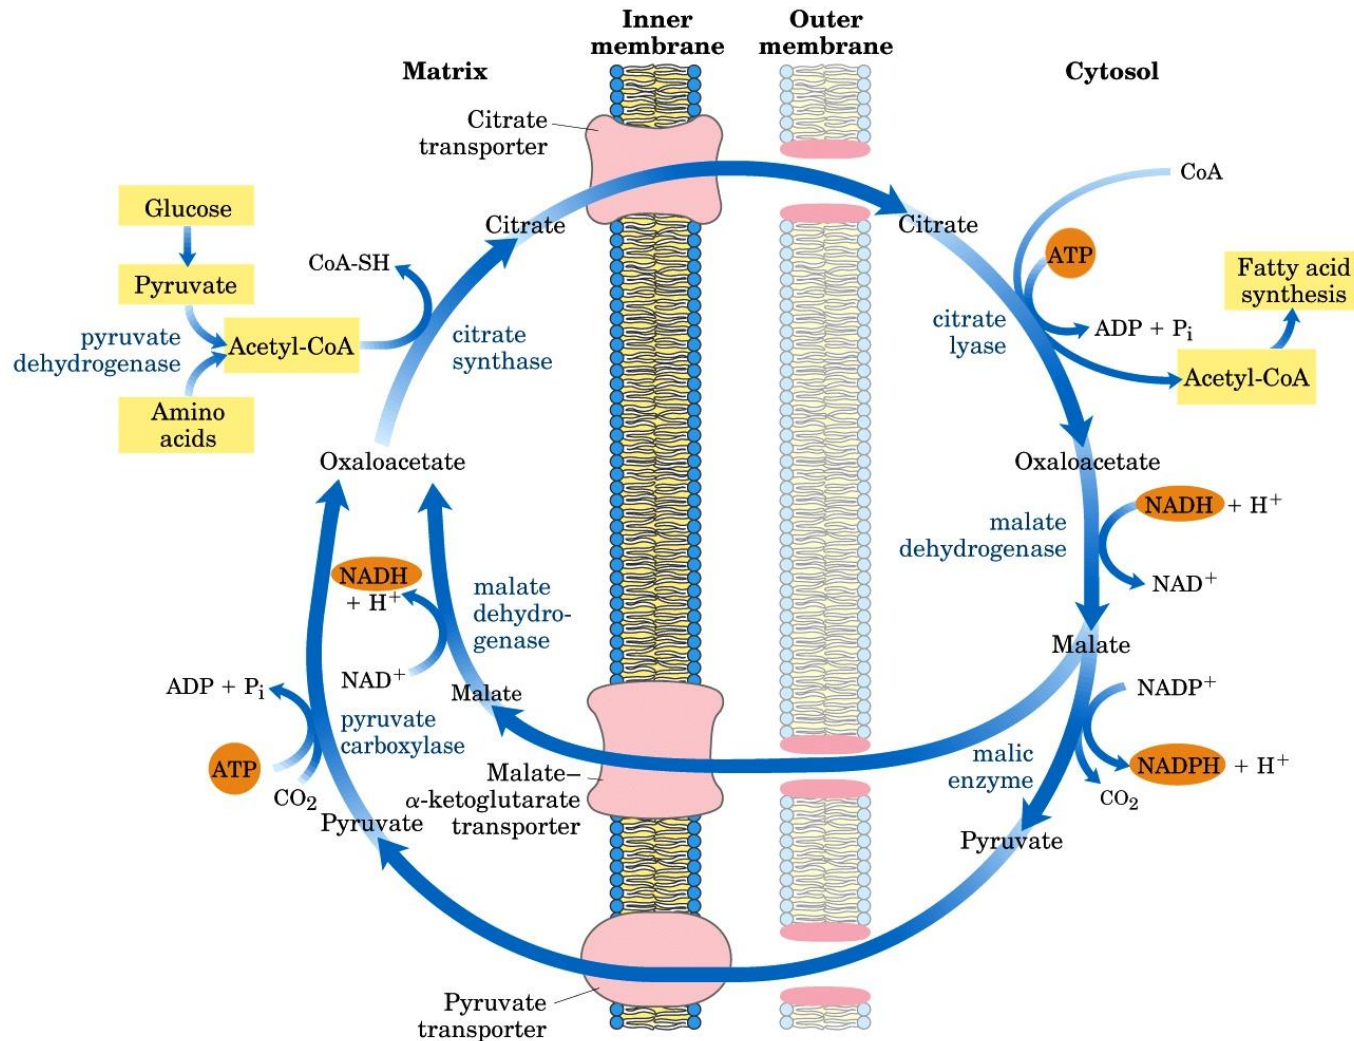 Inner
membrane
Outer
membrane
Matrix
Cytosol
Citrate
transporter
CoA
Glucose
Citrate
Citrate
ATP
CoA-SH
Fatty acid
synthesis
Pyruvate
citrate
synthase
citrate
lyase
ADP + Pi
pyruvate
dehydrogenase
Acetyl-CoA
Acetyl-CoA
Amino
acids
Oxaloacetate
Oxaloacetate
NADH + H+
malate
dehydrogenase
NADH
+ H+
malate
dehydro-
genase
NAD+
Malate
NAD+
ADP + Pi
Malate
NADP+
pyruvate
carboxylase
malic
enzyme
NADPH + H+
ATP
CO2
Malate–
α-ketoglutarate
transporter
CO2
Pyruvate
Pyruvate
Pyruvate
transporter